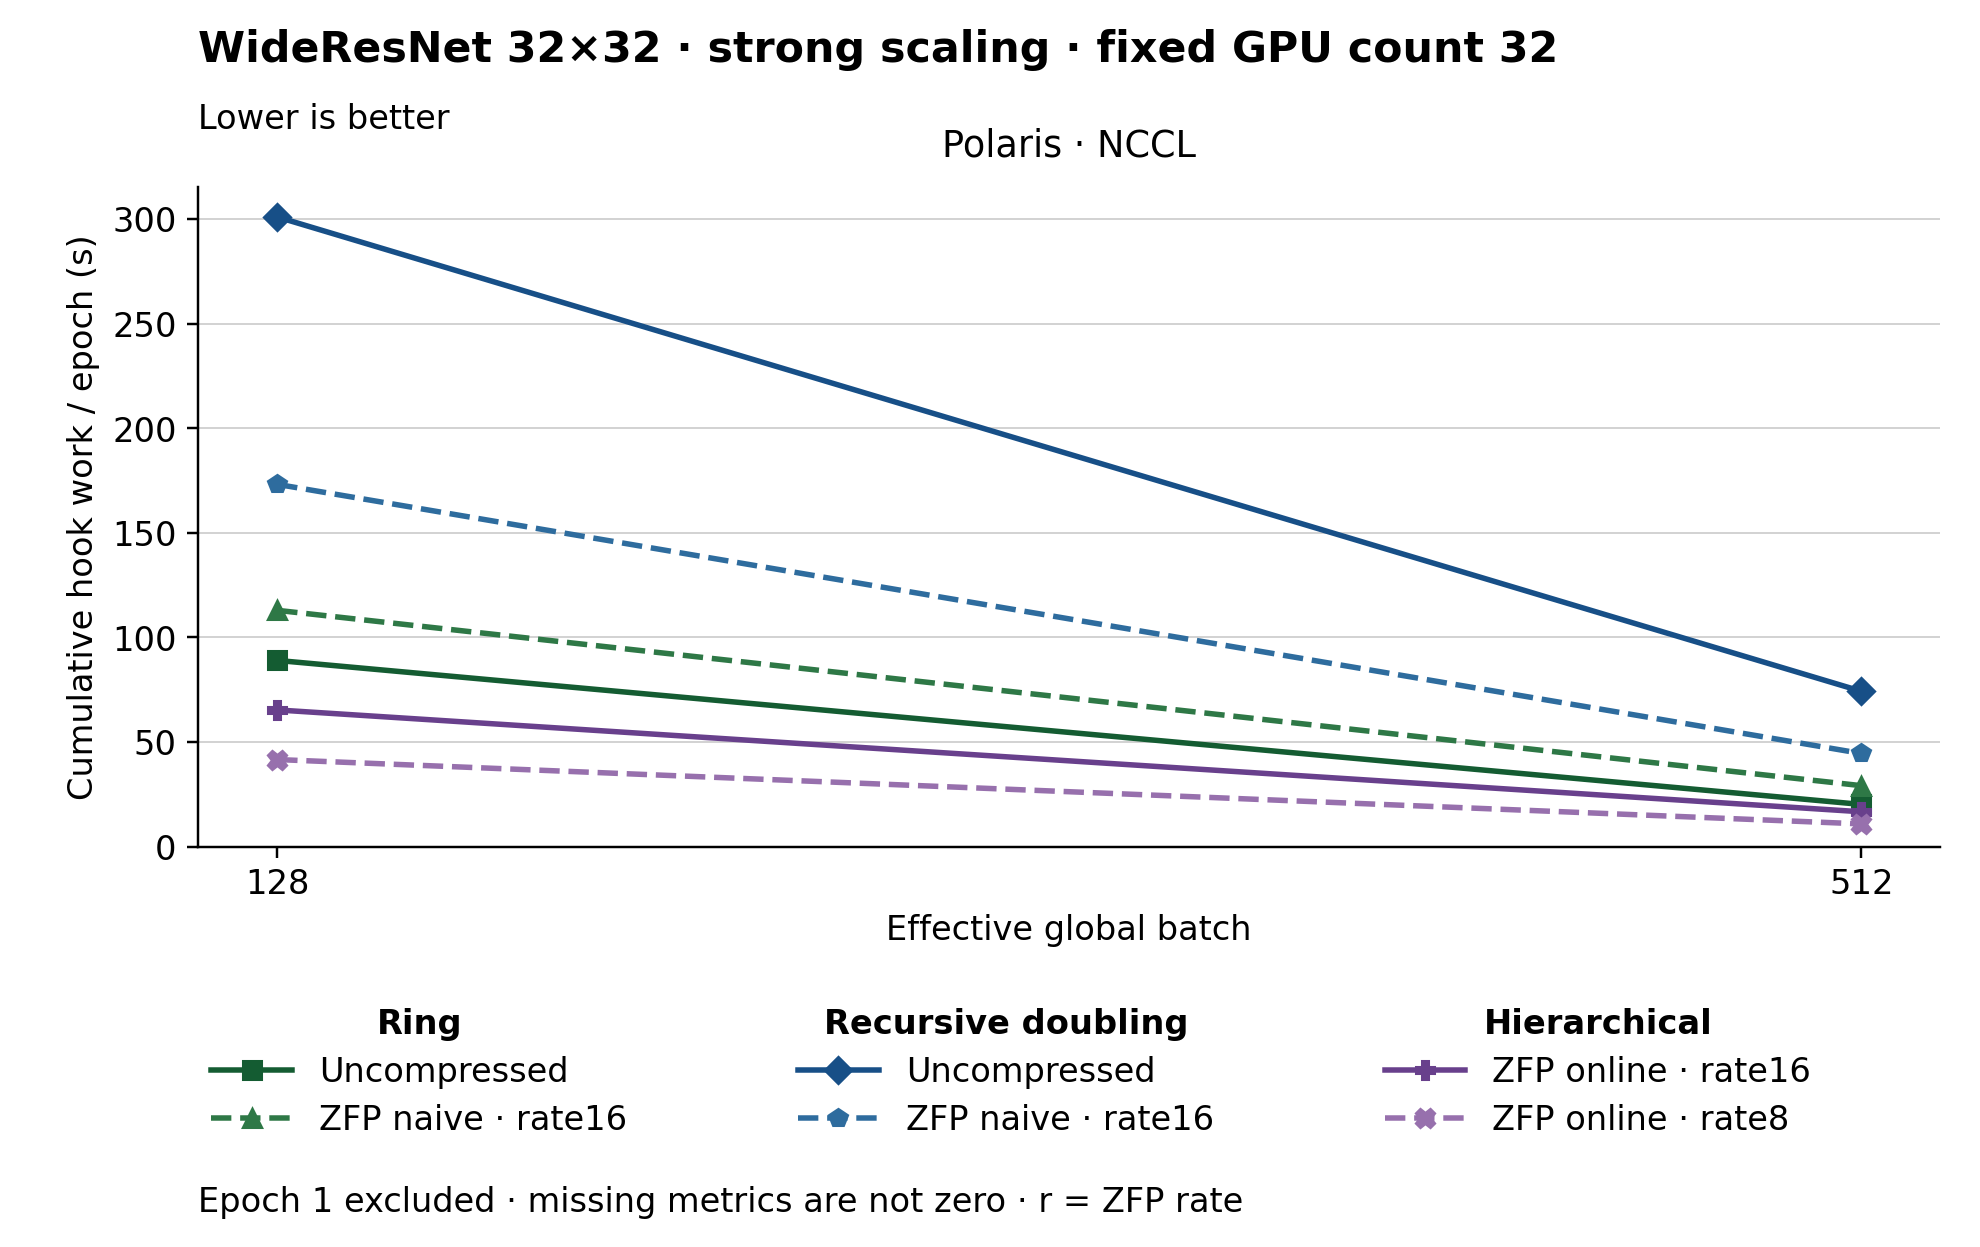 WideResNet 32×32 · strong scaling · fixed GPU count 32
Lower is better
Polaris · NCCL
Cumulative hook work / epoch (s)
300
250
200
150
100
50
0
128
512
Effective global batch
Ring
Uncompressed
ZFP naive · rate16
Recursive doubling
Uncompressed
ZFP naive · rate16
Hierarchical
ZFP online · rate16
ZFP online · rate8
Epoch 1 excluded · missing metrics are not zero · r = ZFP rate